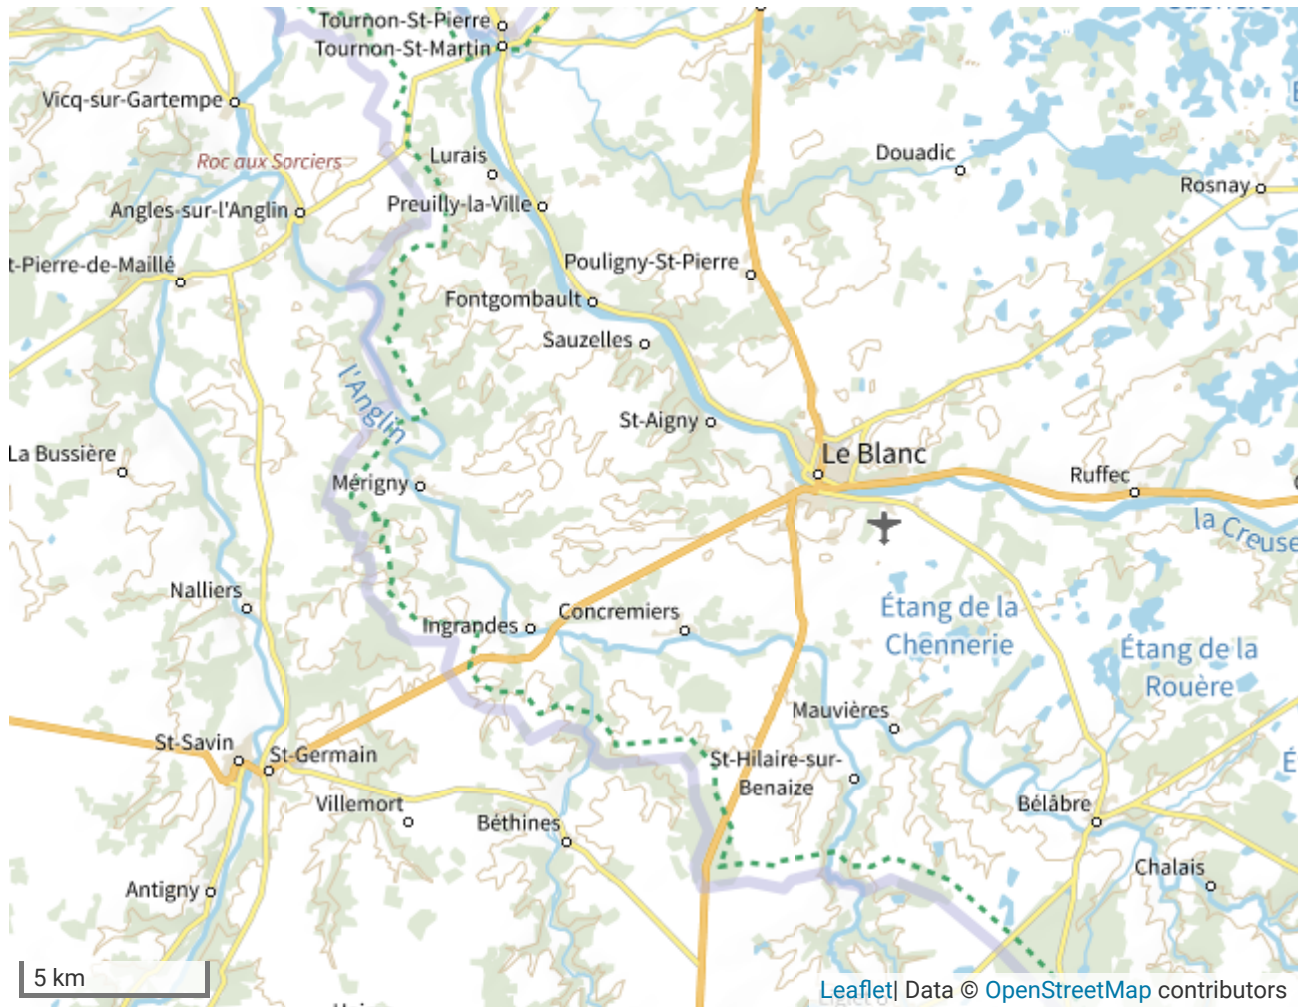 Tournon-St-Pierre
Tournon-St-Martin
Vicq-sur-Gartempe
Roc aux Sorciers
Lurais
Douadic
Rosnay
Angles-sur-l'Anglin
Preuilly-la-Ville
t-Pierre-de-Maillé
Pouligny-St-Pierre
Fontgombault
Sauzelles
l'Anglin
St-Aigny
La Bussière
Le Blanc
Mérigny
Ruffec
la Creuse
Nalliers
Ingrandes
Concremiers
Étang de la
Chennerie
Étang de la
Rouère
Mauvières
St-Savin
St-Germain
St-Hilaire-sur-
Benaize
Villemort
Béthines
Bélâbre
Chalais
Antigny
5 km
Leaflet| Data © OpenStreetMap contributors